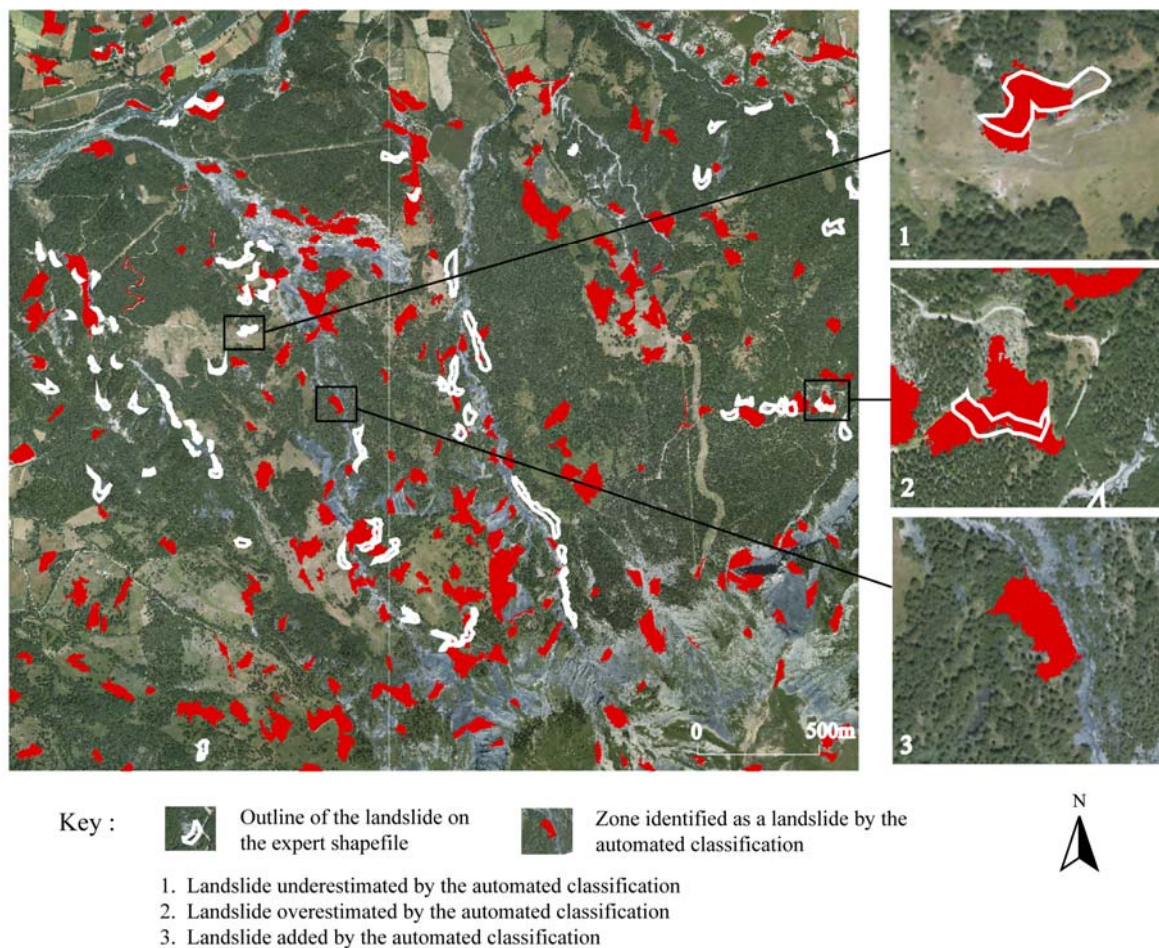 1
2
3
0
500m
Key :
Outline of the landslide on
the expert shapefile
Zone identified as a landslide by the
automated classification
N
1. Landslide underestimated by the automated classification
2. Landslide overestimated by the automated classification
3. Landslide added by the automated classification